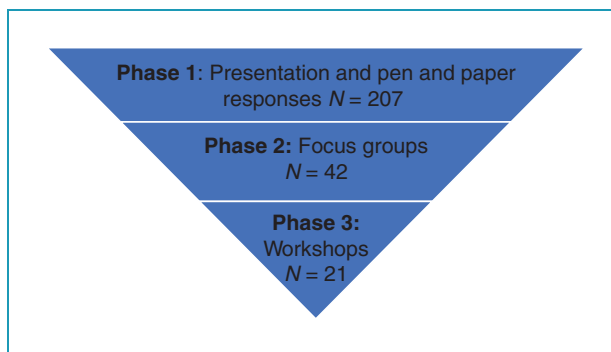 Phase 1: Presentation and pen and paper
responses N = 207
Phase 2: Focus groups
N = 42
Phase 3:
Workshops
N = 21